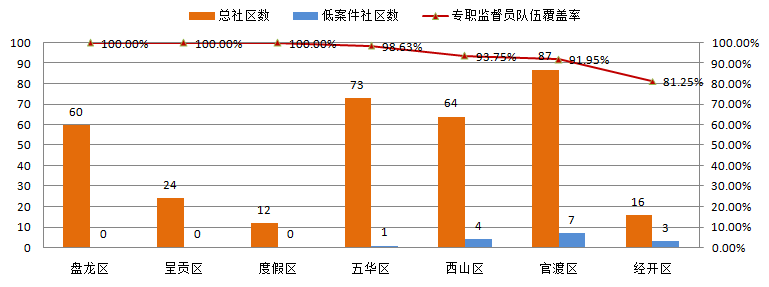 总社区数 低案件社区数 专职监督员队伍覆盖率
100 100.00% 100.00% 100.00% 98.63% 93.75% 91.95% 81.25% 100.00%
90 87 90.00%
80 73 80.00%
70 64 70.00%
60 60 60.00%
50 50.00%
40 40.00%
30 24 30.00%
20 12 16 20.00%
10 0 0 0 1 4 7 3 10.00%
0 0.00%
盘龙区 呈贡区 度假区 五华区 西山区 官渡区 经开区